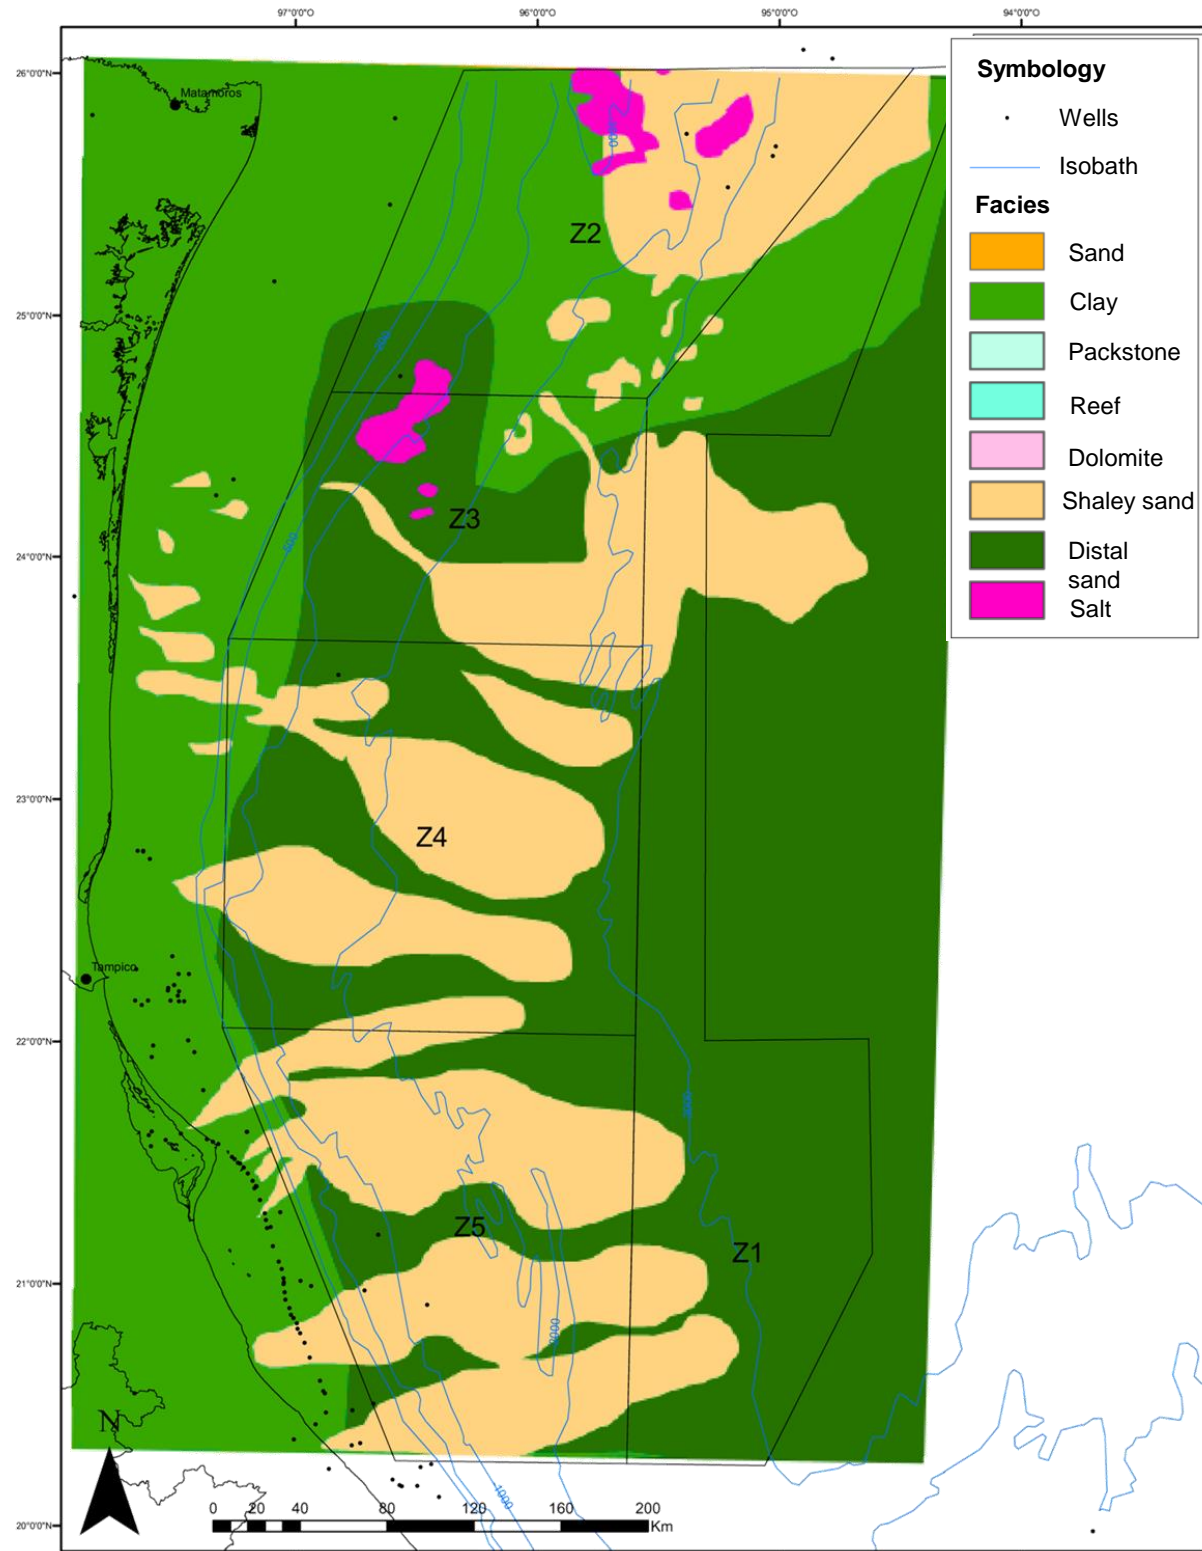 97°0'0"O
96°0'0"O
95°0'0"O
94°0'0"O
26°0'0"N
25°0'0"N
24°0'0"N
23°0'0"N
22°0'0"N
21°0'0"N
20°0'0"N
Matamoros
Tampico
Z2
Z3
Z4
Z5
Z1
1000
N
0 20 40 80 120 160 200
Km
Symbology
Wells
Isobath
Facies
Sand
Clay
Packstone
Reef
Dolomite
Shaley sand
Distal
sand
Salt